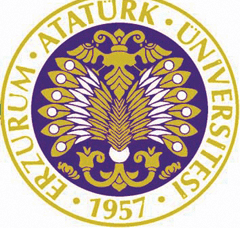 ERZURUM · ATATÜRK · ÜNİVERSİTESİ
· 1957 ·